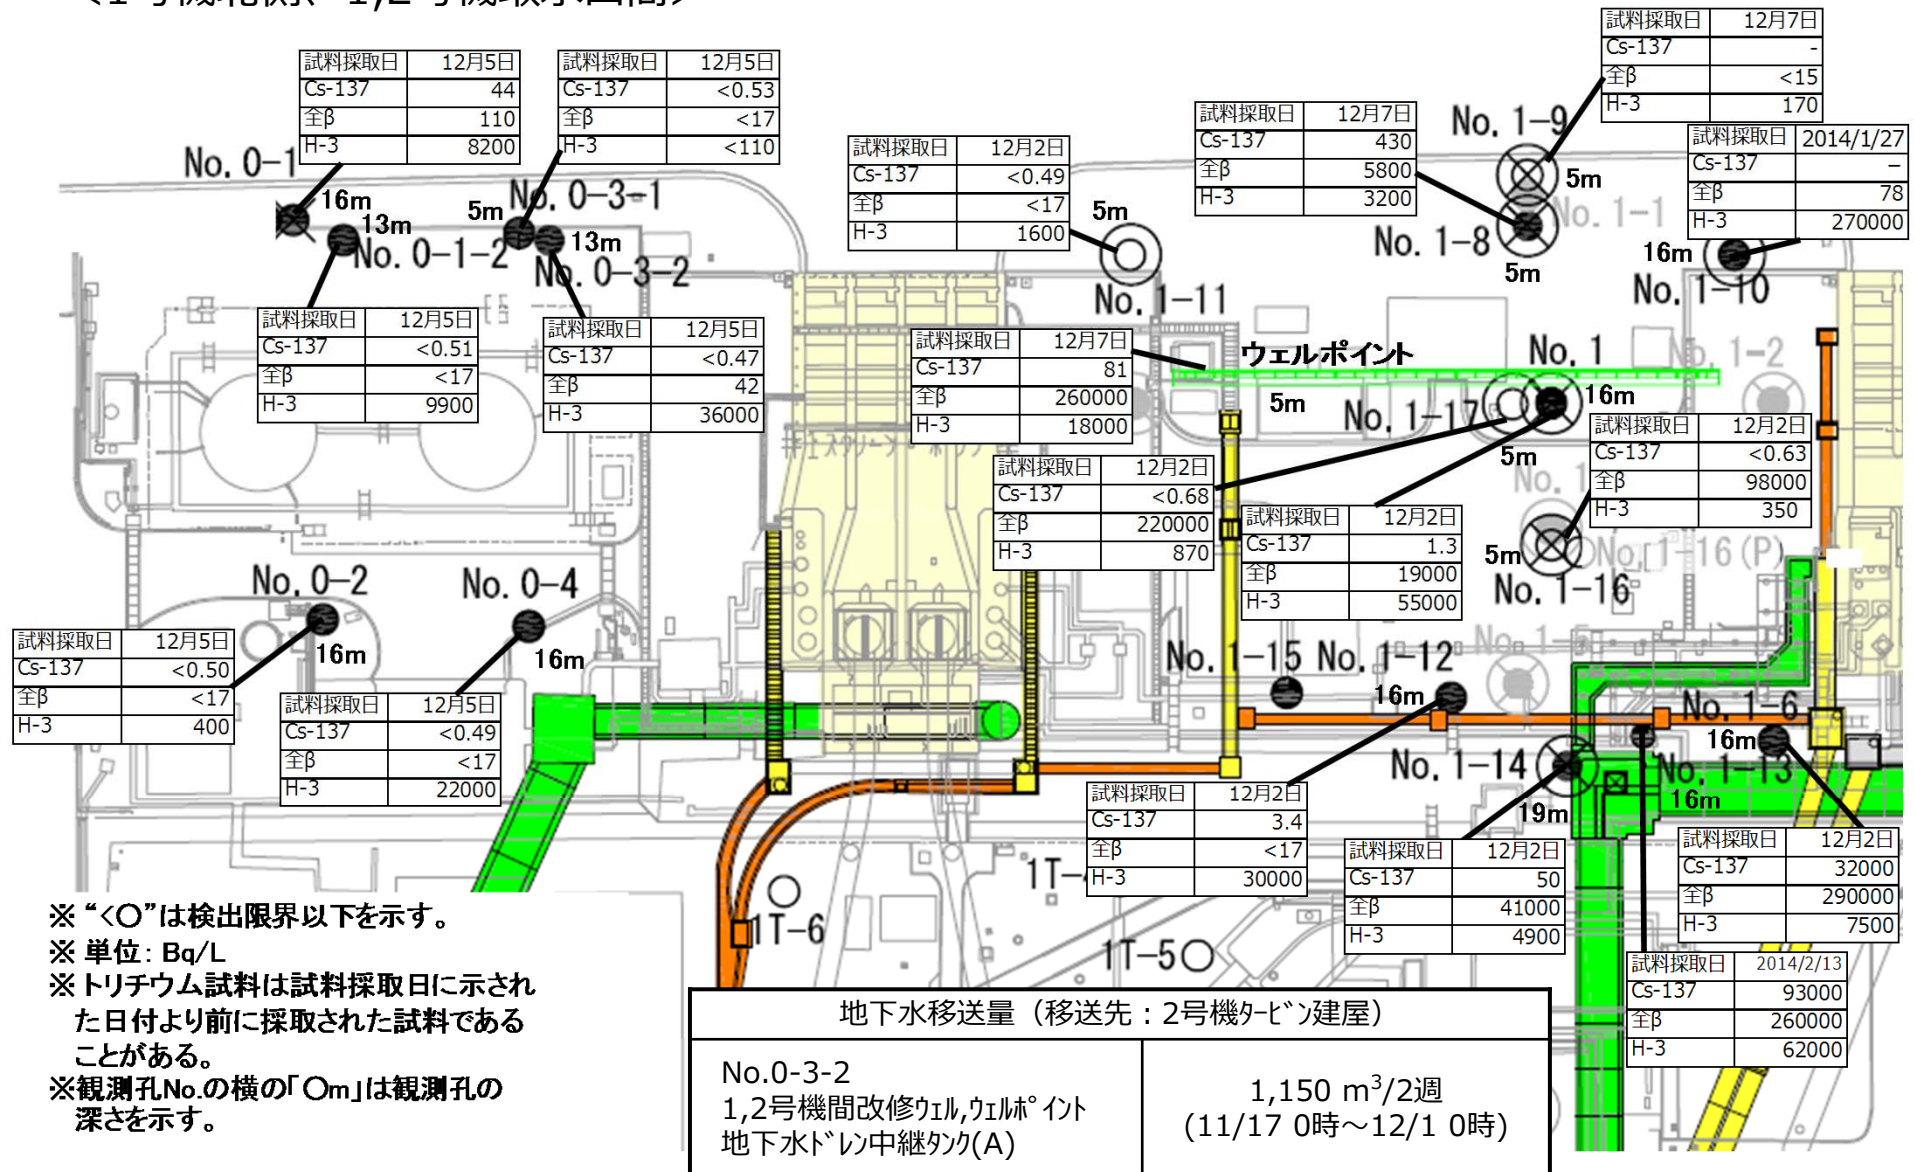 試料採取日 12月5日
Cs-137 44
全β 110
H-3 8200
試料採取日 12月5日
Cs-137 <0.53
全β <17
H-3 <110
試料採取日 12月2日
Cs-137 <0.49
全β <17
H-3 1600
試料採取日 12月7日
Cs-137 430
全β 5800
H-3 3200
試料採取日 12月7日
Cs-137 -
全β <15
H-3 170
試料採取日 2014/1/27
Cs-137 –
全β 78
H-3 270000
No. 0-1
16m
13m
No. 0-1-2
5m
No. 0-3-1
13m
No. 0-3-2
5m
No. 1-11
No. 1-9
5m
No. 1-8
5m
No. 1-1
16m
No. 1-10
試料採取日 12月5日
Cs-137 <0.51
全β <17
H-3 9900
試料採取日 12月5日
Cs-137 <0.47
全β 42
H-3 36000
試料採取日 12月7日
Cs-137 81
全β 260000
H-3 18000
ウェルポイント
5m
No. 1
16m
No. 1-2
No. 1-17
5m
試料採取日 12月2日
Cs-137 <0.68
全β 220000
H-3 870
試料採取日 12月2日
Cs-137 1.3
全β 19000
H-3 55000
試料採取日 12月2日
Cs-137 <0.63
全β 98000
H-3 350
5m
No. 1-16(P)
No. 1-16
No. 0-2
16m
No. 0-4
16m
No. 1-15
No. 1-12
16m
No. 1-5
No. 1-6
16m
No. 1-14
19m
No. 1-13
16m
試料採取日 12月5日
Cs-137 <0.50
全β <17
H-3 400
試料採取日 12月5日
Cs-137 <0.49
全β <17
H-3 22000
試料採取日 12月2日
Cs-137 3.4
全β <17
H-3 30000
試料採取日 12月2日
Cs-137 50
全β 41000
H-3 4900
試料採取日 12月2日
Cs-137 32000
全β 290000
H-3 7500
試料採取日 2014/2/13
Cs-137 93000
全β 260000
H-3 62000
1T-6
1T-5
※“<○”は検出限界以下を示す。
※ 単位: Bq/L
※トリチウム試料は試料採取日に示され
た日付より前に採取された試料である
ことがある。
※観測孔No.の横の「○m」は観測孔の
深さを示す。
地下水移送量（移送先：2号機ﾀｰﾋﾞﾝ建屋）
No.0-3-2
1,2号機間改修ｳｪﾙ,ｳｪﾙﾎﾟｲﾝﾄ
地下水ﾄﾞﾚﾝ中継ﾀﾝｸ(A)
1,150 m³/2週
(11/17 0時～12/1 0時)